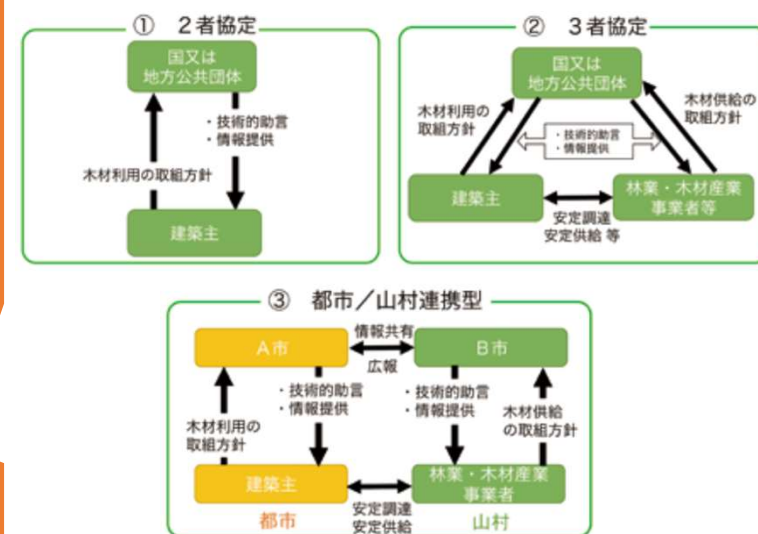 ① 2者協定
国又は
地方公共団体
・技術的助言
・情報提供
木材利用の取組方針
建築主
② 3者協定
国又は
地方公共団体
木材利用の
取組方針
木材供給の
取組方針
・技術的助言
・情報提供
建築主
林業・木材産業
事業者等
安定調達
安定供給 等
③ 都市／山村連携型
A市
情報共有
広報
B市
・技術的助言
・情報提供
・技術的助言
・情報提供
木材利用の
取組方針
木材供給
の取組方針
建築主
林業・木材産業
事業者
安定調達
安定供給
都市
山村